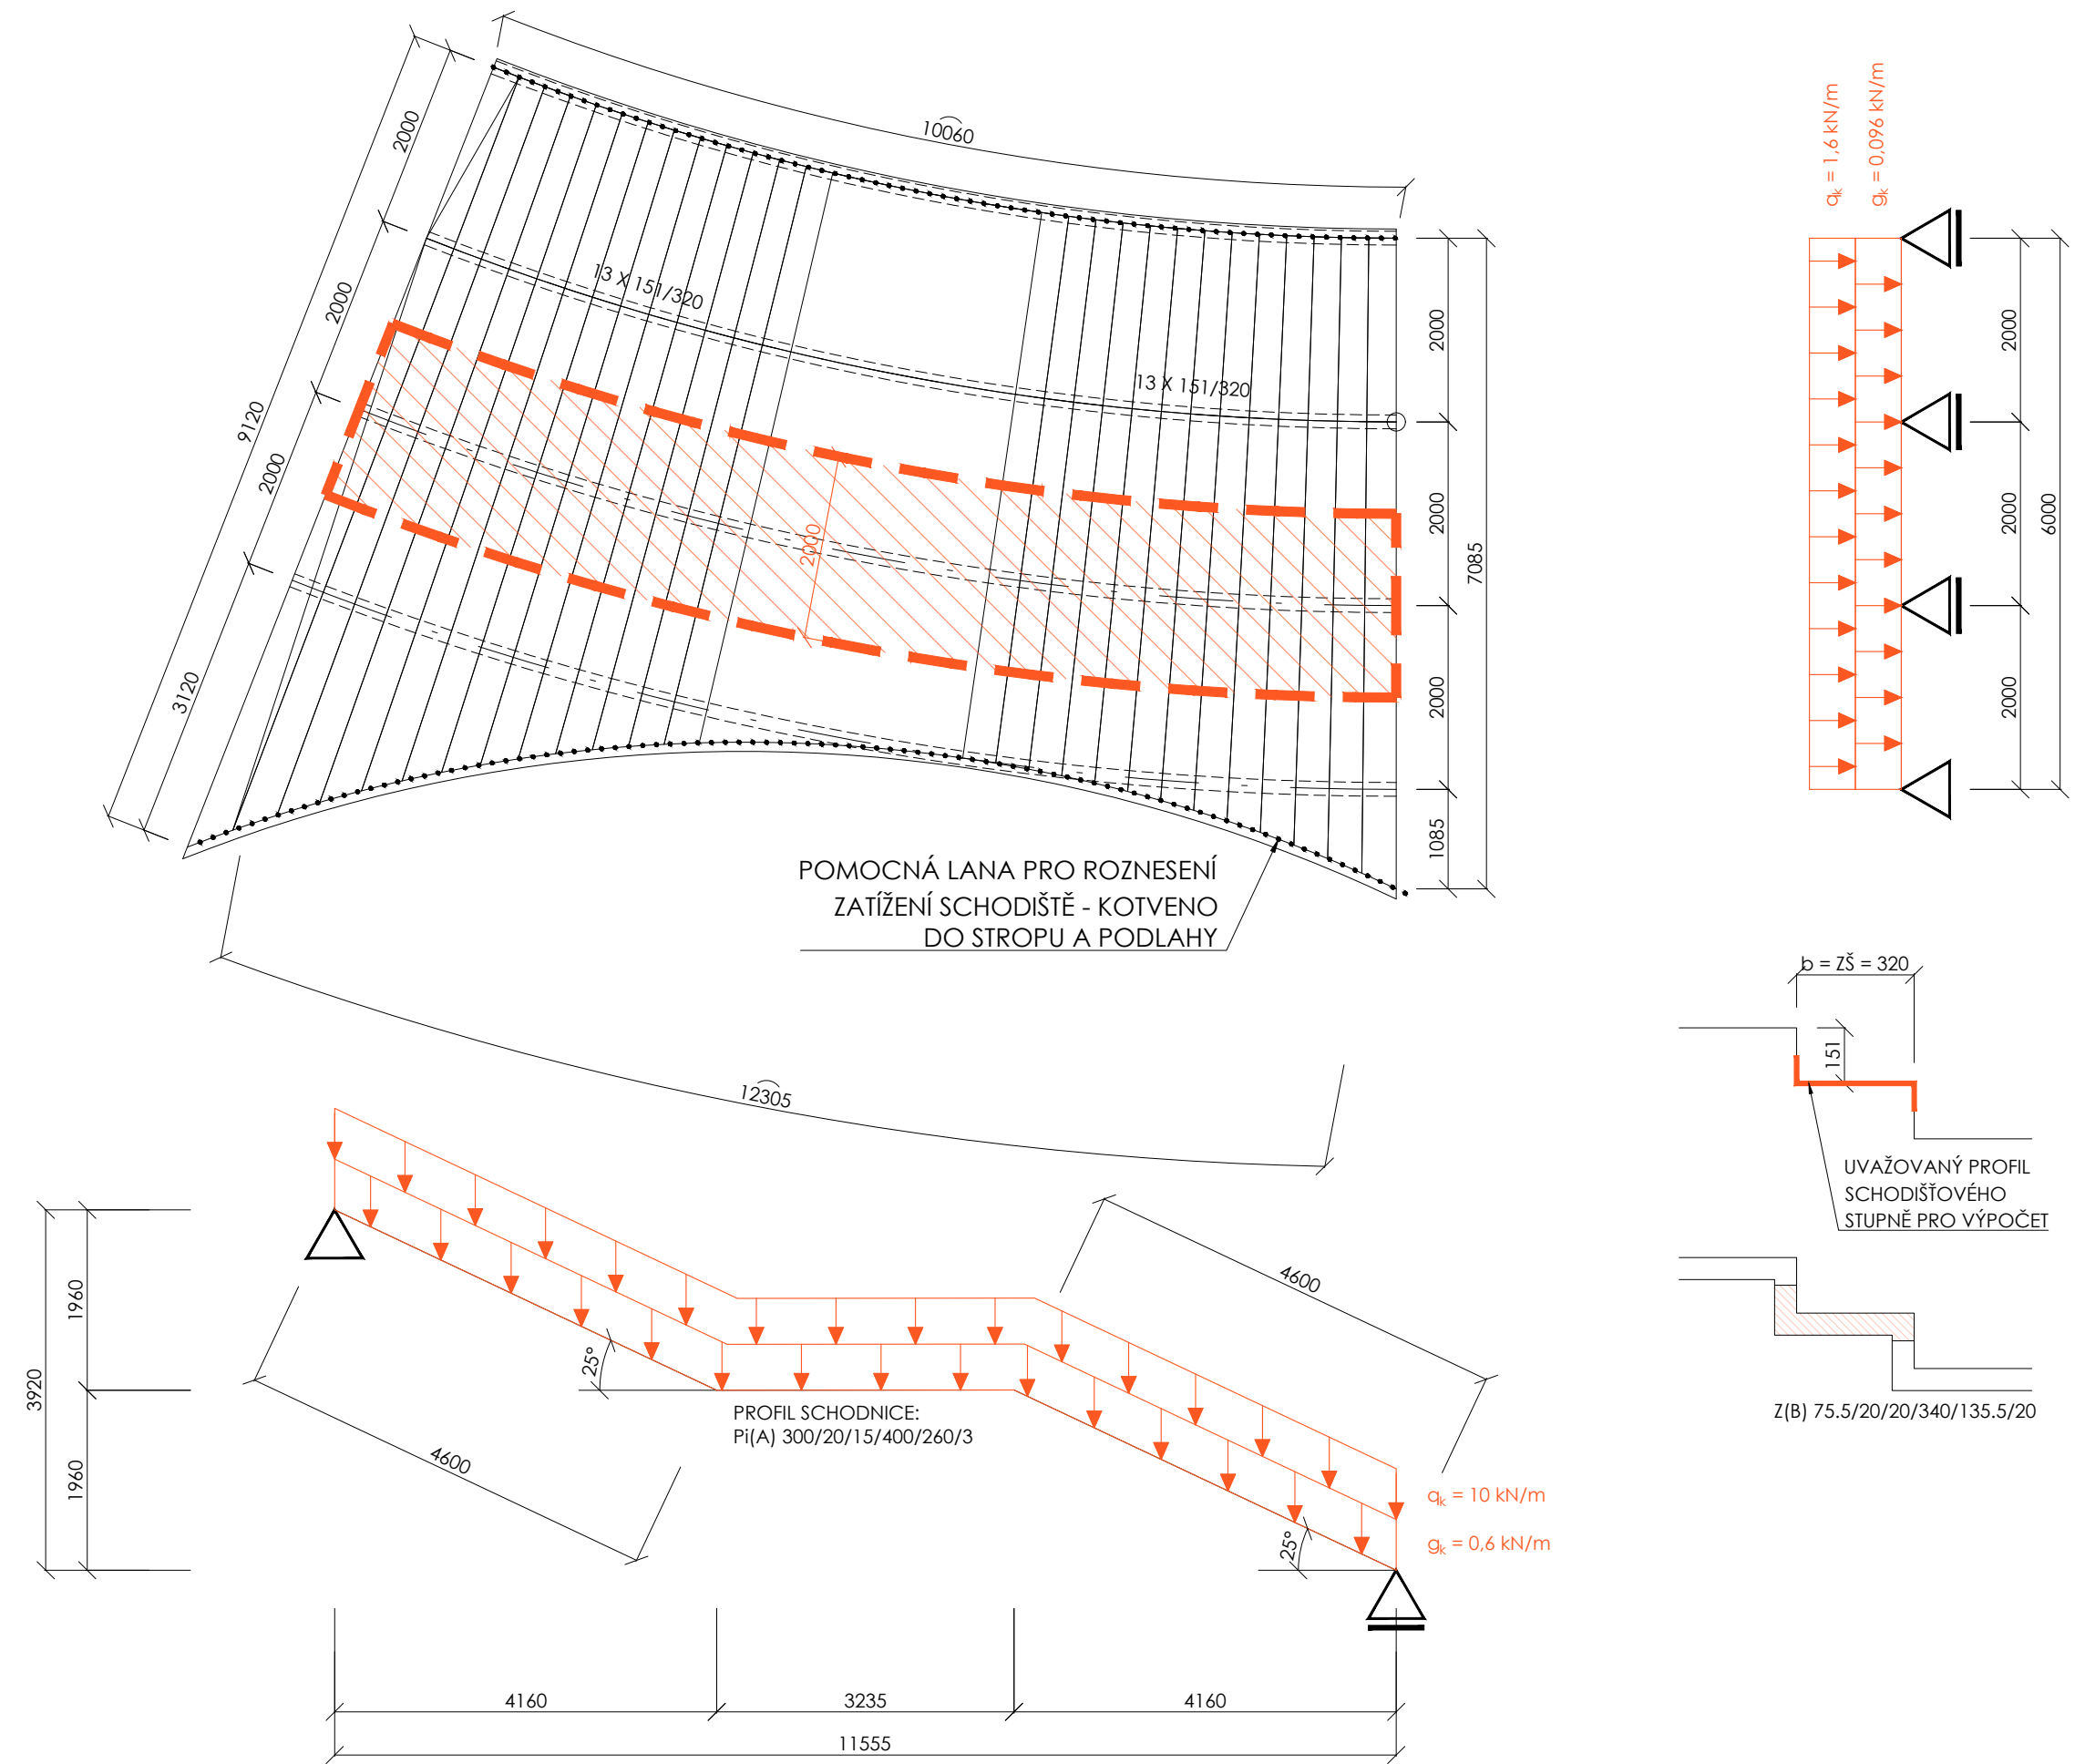 10060
2000
2000
2000
9120
3120
13 X 151/320
13 X 151/320
2000
2000
2000
2000
7085
1085
qk = 1,6 kN/m
gk = 0,096 kN/m
2000
2000
2000
6000
POMOCNÁ LANA PRO ROZNESENÍ
ZATÍŽENÍ SCHODIŠTĚ - KOTVENO
DO STROPU A PODLAHY
12305
b = ZŠ = 320
151
UVAŽOVANÝ PROFIL
SCHODIŠŤOVÉHO
STUPNĚ PRO VÝPOČET
Z(B) 75.5/20/20/340/135.5/20
4600
1960
3920
1960
25°
PROFIL SCHODNICE:
Pi(A) 300/20/15/400/260/3
4600
qk = 10 kN/m
gk = 0,6 kN/m
25°
4160
3235
4160
11555